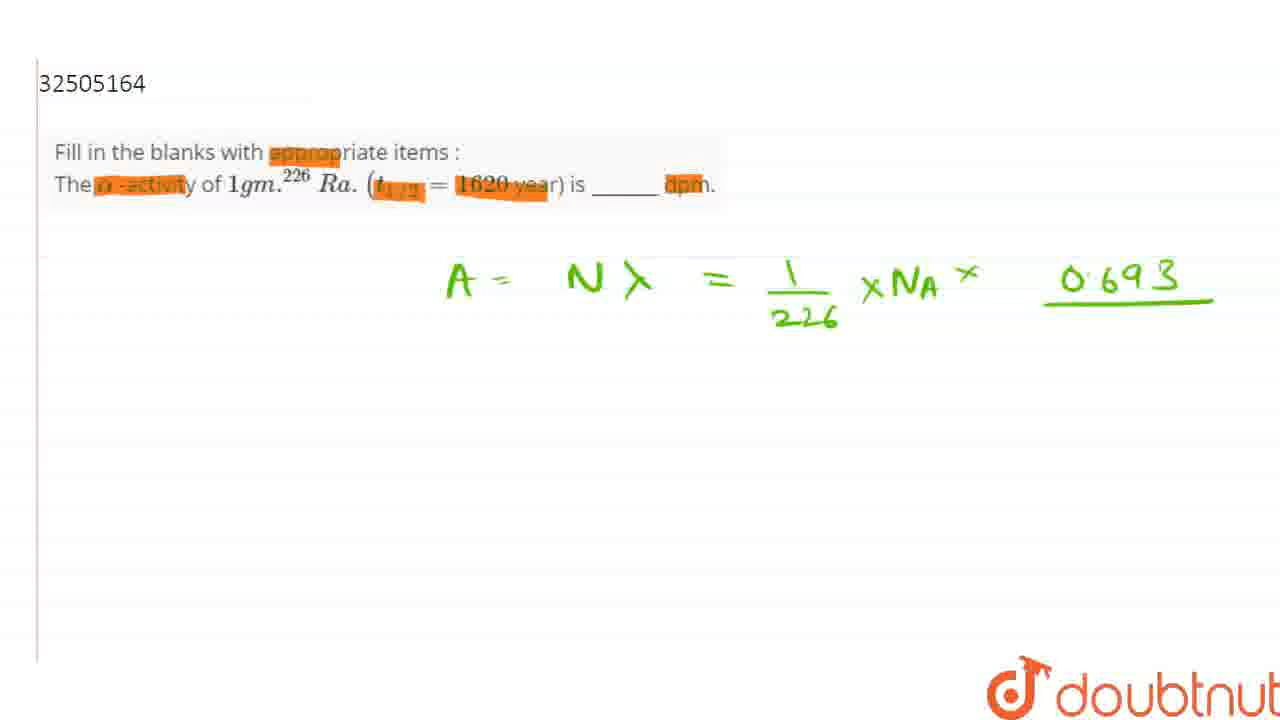 32505164
Fill in the blanks with appropriate items :
The α -activity of 1gm.²²⁶ Ra. (t₁/₂ = 1620 year) is ______ dpm.
A = Nλ = 1/226 × N_A × 0.693
doubtnut